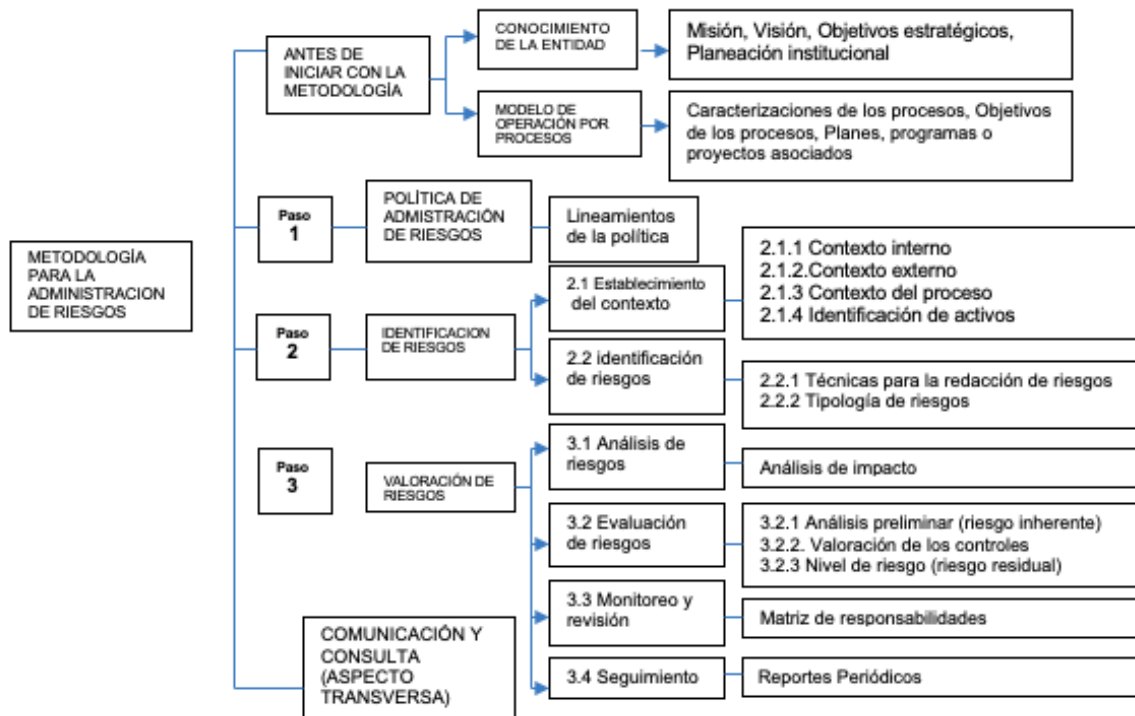 ANTES DE
INICIAR CON LA
METODOLOGÍA
CONOCIMIENTO
DE LA ENTIDAD
Misión, Visión, Objetivos estratégicos,
Planeación institucional
MODELO DE
OPERACIÓN POR
PROCESOS
Caracterizaciones de los procesos, Objetivos
de los procesos, Planes, programas o
proyectos asociados
METODOLOGÍA
PARA LA
ADMINISTRACION
DE RIESGOS
Paso
1
POLÍTICA DE
ADMISTRACIÓN
DE RIESGOS
Lineamientos
de la política
Paso
2
IDENTIFICACION
DE RIESGOS
2.1 Establecimiento
del contexto
2.1.1 Contexto interno
2.1.2.Contexto externo
2.1.3 Contexto del proceso
2.1.4 Identificación de activos
2.2 identificación
de riesgos
2.2.1 Técnicas para la redacción de riesgos
2.2.2 Tipología de riesgos
Paso
3
VALORACIÓN DE
RIESGOS
3.1 Análisis de
riesgos
Análisis de impacto
3.2 Evaluación
de riesgos
3.2.1 Análisis preliminar (riesgo inherente)
3.2.2. Valoración de los controles
3.2.3 Nivel de riesgo (riesgo residual)
3.3 Monitoreo y
revisión
Matriz de responsabilidades
3.4 Seguimiento
Reportes Periódicos
COMUNICACIÓN Y
CONSULTA
(ASPECTO
TRANSVERSA)